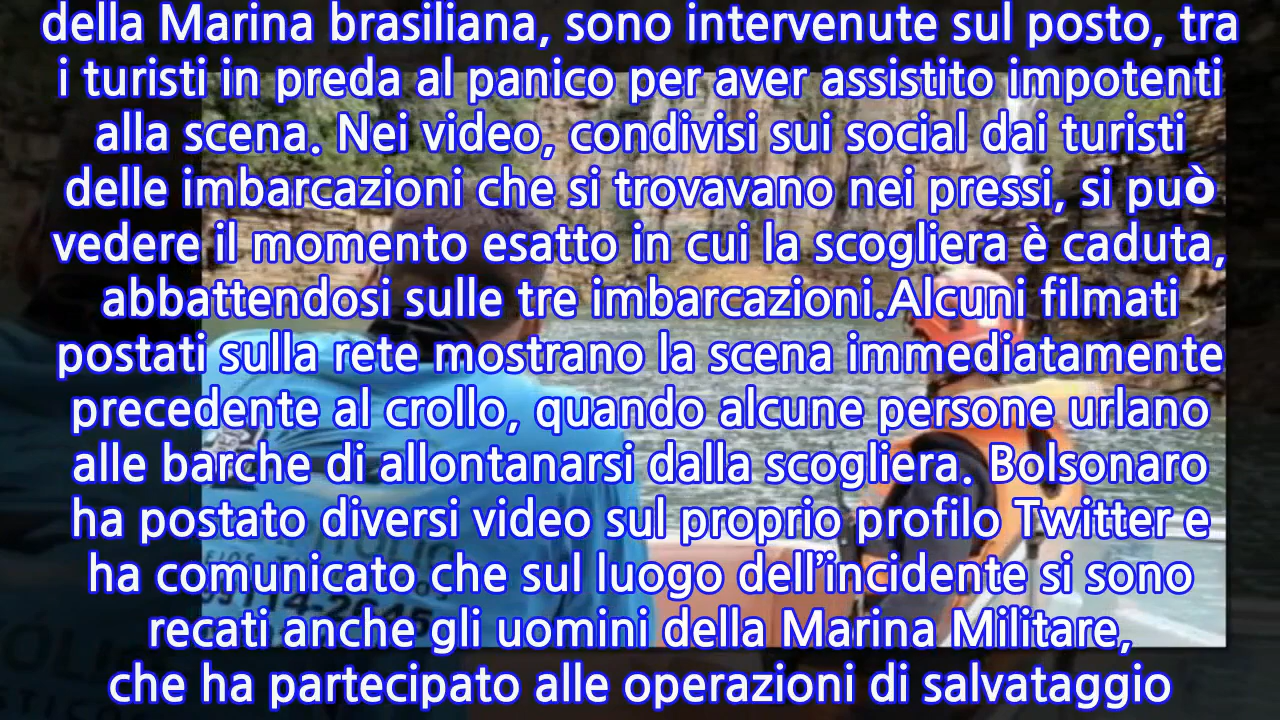 della Marina brasiliana, sono intervenute sul posto, tra
i turisti in preda al panico per aver assistito impotenti
alla scena. Nei video, condivisi sui social dai turisti
delle imbarcazioni che si trovavano nei pressi, si può
vedere il momento esatto in cui la scogliera è caduta,
abbattendosi sulle tre imbarcazioni.Alcuni filmati
postati sulla rete mostrano la scena immediatamente
precedente al crollo, quando alcune persone urlano
alle barche di allontanarsi dalla scogliera. Bolsonaro
ha postato diversi video sul proprio profilo Twitter e
ha comunicato che sul luogo dell’incidente si sono
recati anche gli uomini della Marina Militare,
che ha partecipato alle operazioni di salvataggio